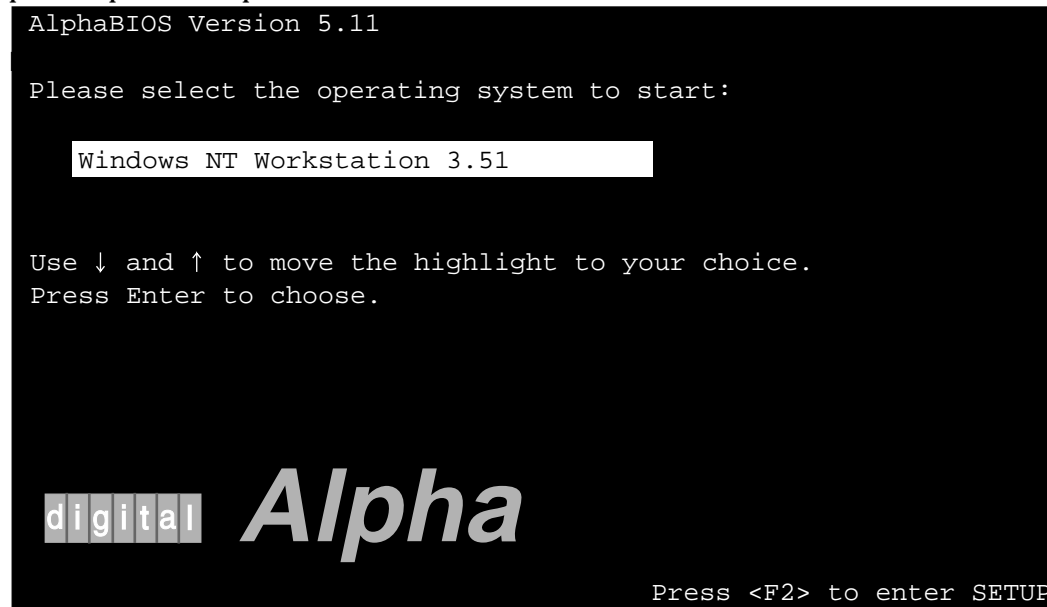 AlphaBIOS Version 5.11
Please select the operating system to start:
Windows NT Workstation 3.51
Use ↓ and ↑ to move the highlight to your choice.
Press Enter to choose.
digital Alpha
Press <F2> to enter SETUP